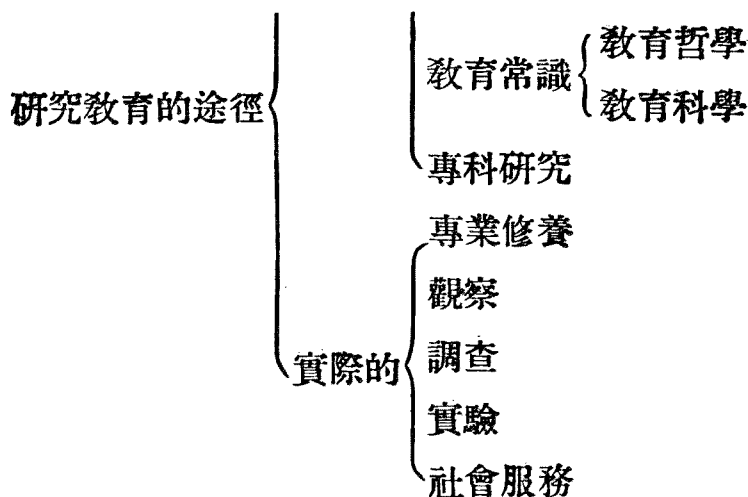 教育哲學
教育常識
教育科學
研究教育的途徑
專科研究
專業修養
觀察
調查
實際的
實驗
社會服務